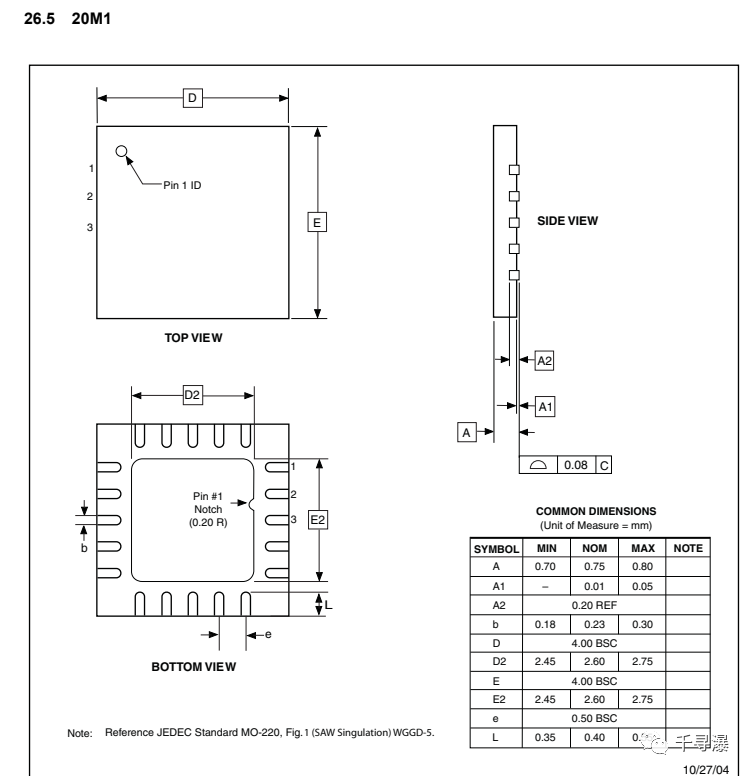 26.5 20M1
D
1
2
3
Pin 1 ID
E
TOP VIEW
SIDE VIEW
A2
A1
A
0.08 C
D2
Pin #1
Notch
(0.20 R)
1
2
3
E2
b
L
e
BOTTOM VIEW
COMMON DIMENSIONS
(Unit of Measure = mm)
SYMBOL MIN NOM MAX NOTE
A 0.70 0.75 0.80
A1 – 0.01 0.05
A2 0.20 REF
b 0.18 0.23 0.30
D 4.00 BSC
D2 2.45 2.60 2.75
E 4.00 BSC
E2 2.45 2.60 2.75
e 0.50 BSC
L 0.35 0.40
Note: Reference JEDEC Standard MO-220, Fig.1 (SAW Singulation) WGGD-5.
千寻瀑
10/27/04